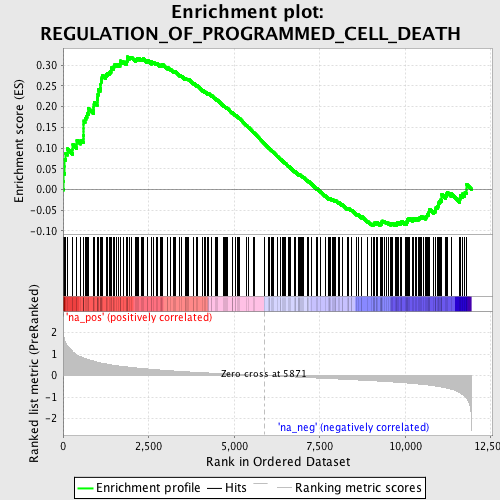 Enrichment plot:
REGULATION_OF_PROGRAMMED_CELL_DEATH
Enrichment score (ES)
0.30
0.25
0.20
0.15
0.10
0.05
0.00
-0.05
-0.10
'na_pos' (positively correlated)
Ranked list metric (PreRanked)
2
1
0
-1
-2
Zero cross at 5871
'na_neg' (negatively correlated)
0
2,500
5,000
7,500
10,000
12,500
Rank in Ordered Dataset
Enrichment profile
Hits
Ranking metric scores